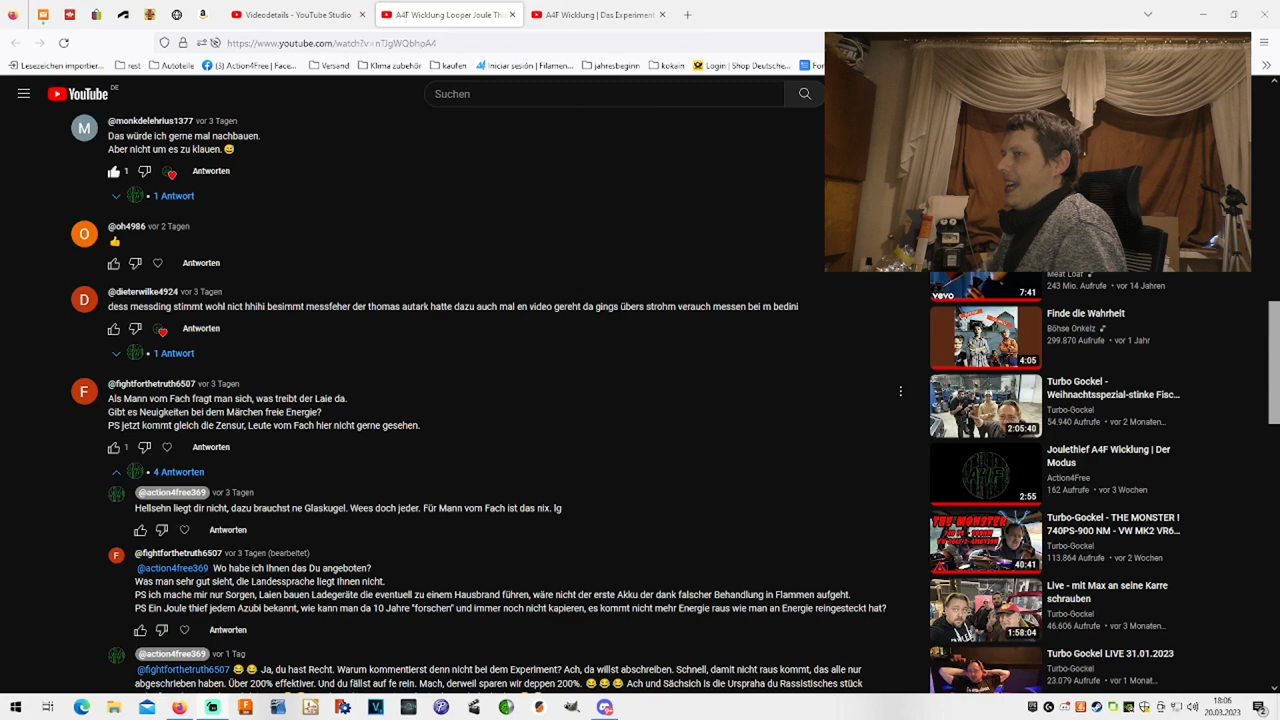 Videodetails - YouTube Studio
A4F Wicklung Looper Joule Th
A4F Wicklung | Das Experiment
https://www.youtube.com/watch?v=nTJgWQbhpA4
Lesezeichen importier...
rest
Autoteile
(3) Action4Free | Face...
Versand
Klima zubehör
kaufen
Iniciar sesión | Filamen...
jahresbeginn
kokain
Login | Shop Deutsche...
YouTube DE
Suchen
@monkdelehrius1377 vor 3 Tagen
Das würde ich gerne mal nachbauen.
Aber nicht um es zu klauen. 😅
1 Antworten
1 Antwort
@oh4986 vor 2 Tagen
👍
Antworten
@dieterwilke4924 vor 3 Tagen
dess messding stimmt wohl nict hhihi bestimmt messfeher der thomas autark hatte dazu auch mal en video gereht da gings übers strohm verauch messen bei m bedini
Antworten
1 Antwort
@fightforthetruth6507 vor 3 Tagen
Als Mann vom Fach fragt man sich, was treibt der Laie da.
Gibt es Neuigkeiten bei dem Märchen freie Energie?
PS jetzt kommt gleich die Zensur, Leute vom Fach hier nicht gerne gesehen.
1 Antworten
4 Antworten
@action4free369 vor 3 Tagen
Hellsehn liegt dir nicht, dazu brauchst ne Glaskugel. Wees doch jeder. Für Mann vom Fach ist das nix. lg
Antworten
@fightforthetruth6507 vor 3 Tagen (bearbeitet)
@action4free369 Wo habe ich Ihnen das Du angeboten?
Was man sehr gut sieht, die Landessprache liegt Ihnen nicht.
PS ich mache mir nur Sorgen, Laien bauen hier geräte die eventuell zu einem Hausbrand führen, wäre nicht der erste Akku der dank falscher Behandlung in Flammen aufgeht.
PS Ein Joule thief jedem Azubi bekannt, wie kann man da 10 Jahre "forschen" und immer noch nicht kapieren, es kommt nicht mehr Energie raus wie man an Energie reingesteckt hat?
Antworten
@action4free369 vor 1 Tag
@fightforthetruth6507 😂 😂 Ja, du hast Recht. Warum kommentierst denn nicht bei dem Experiment? Ach, da willst abschreiben. Schnell, damit nicht raus kommt, das alle nur
abgeschrieben haben. Über 200% effektiver. Und du fällst auf fe rein. Mach, derweil sparen wir deppen 200%. 😂 😂 😂 Ach und Sächsich is die Urspraha du Rassistisches stück
Meat Loaf
243 Mio. Aufrufe • vor 14 Jahren
vevo
7:41
Finde die Wahrheit
Böhse Onkelz
299.870 Aufrufe • vor 1 Jahr
4:05
Turbo Gockel -
Weihnachtsspezial-stinke Fisc...
Turbo-Gockel
54.940 Aufrufe • vor 2 Monaten...
2:05:40
Joulethief A4F Wicklung | Der
Modus
Action4Free
162 Aufrufe • vor 3 Wochen
2:55
Turbo-Gockel - THE MONSTER !
740PS-900 NM - VW MK2 VR6...
Turbo-Gockel
113.864 Aufrufe • vor 2 Wochen
THE MONSTER
40:41
Live - mit Max an seine Karre
schrauben
Turbo-Gockel
46.606 Aufrufe • vor 3 Monaten...
1:58:04
Turbo Gockel LIVE 31.01.2023
Turbo-Gockel
23.079 Aufrufe • vor 1 Monat...
18:06
20.03.2023